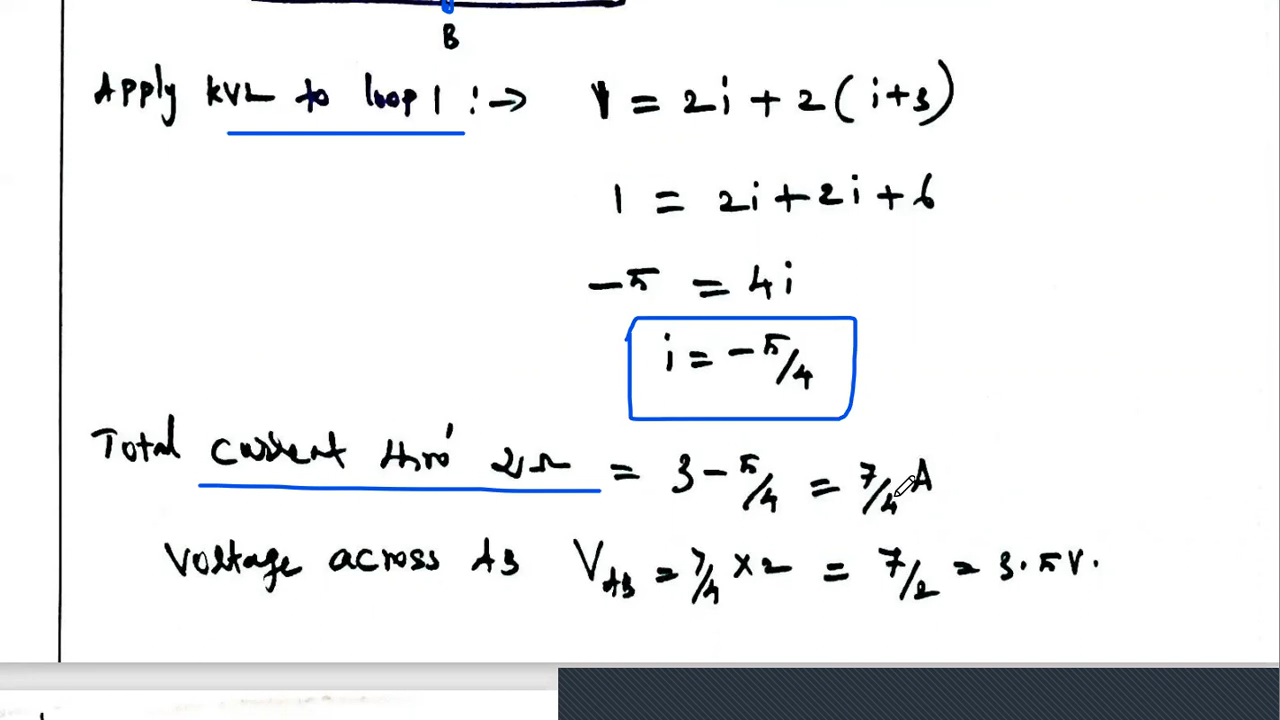 B
Apply KVL to loop 1 :→ 1 = 2i + 2(i+3)
1 = 2i + 2i + 6
-5 = 4i
i = -5/4
Total current thro' 2Ω = 3 - 5/4 = 7/4 A
Voltage across AB V_AB = 7/4 × 2 = 7/2 = 3.5V.